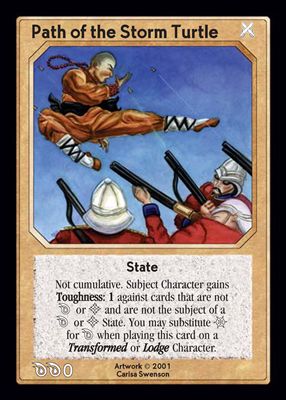 Path of the Storm Turtle
State
Not cumulative. Subject Character gains
Toughness: 1 against cards that are not
or and are not the subject of a
or State. You may substitute
for when playing this card on a
Transformed or Lodge Character.
0
Artwork © 2001
Carisa Swenson